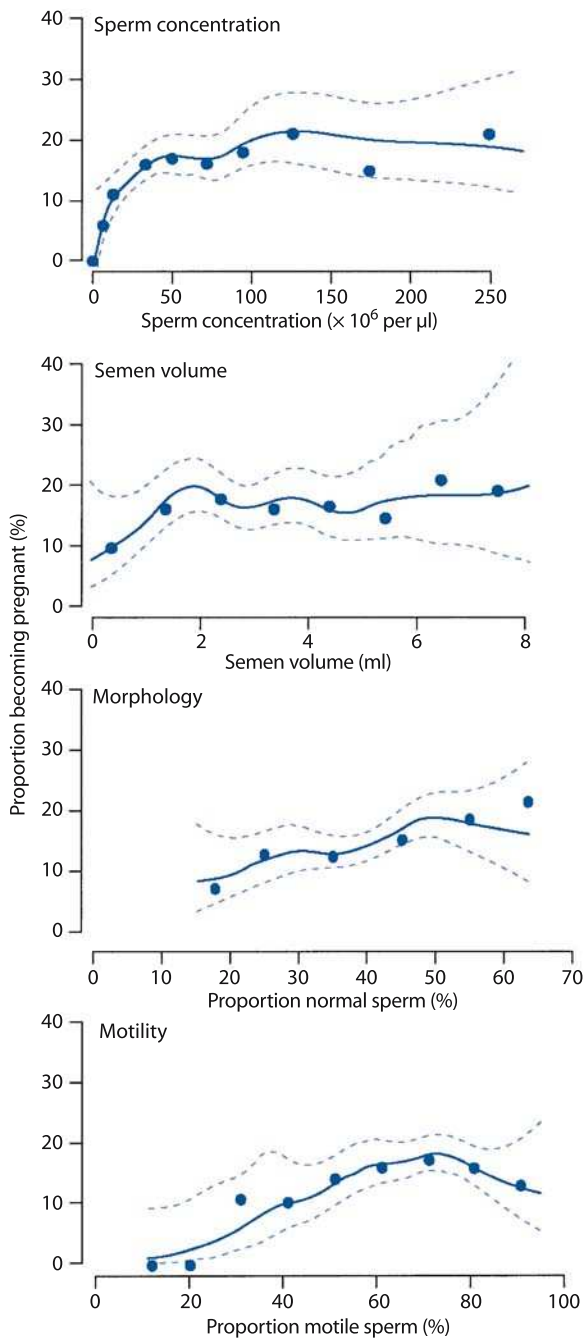 Sperm concentration
40
30
20
10
0
0 50 100 150 200 250
Sperm concentration (× 10⁶ per μl)
Proportion becoming pregnant (%)
Semen volume
40
30
20
10
0
0 2 4 6 8
Semen volume (ml)
Morphology
40
30
20
10
0
0 10 20 30 40 50 60 70
Proportion normal sperm (%)
Motility
40
30
20
10
0
0 20 40 60 80 100
Proportion motile sperm (%)